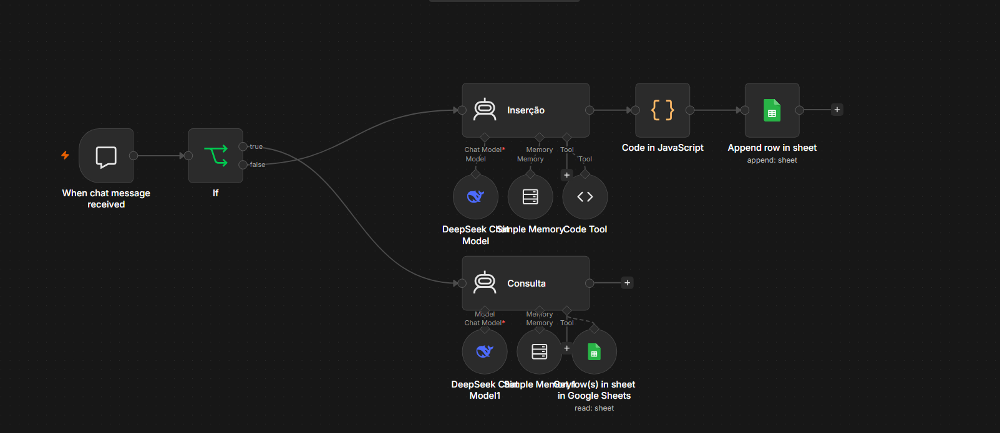 When chat message
received
If
true
false
Inserção
Chat Model*
Model
Memory
Memory
Tool
Tool
DeepSeek Chat
Model
Simple Memory
Code Tool
Code in JavaScript
Append row in sheet
append: sheet
Consulta
Model
Chat Model*
Memory
Memory
Tool
DeepSeek Chat
Model1
Simple Memory1
Get row(s) in sheet
in Google Sheets
read: sheet